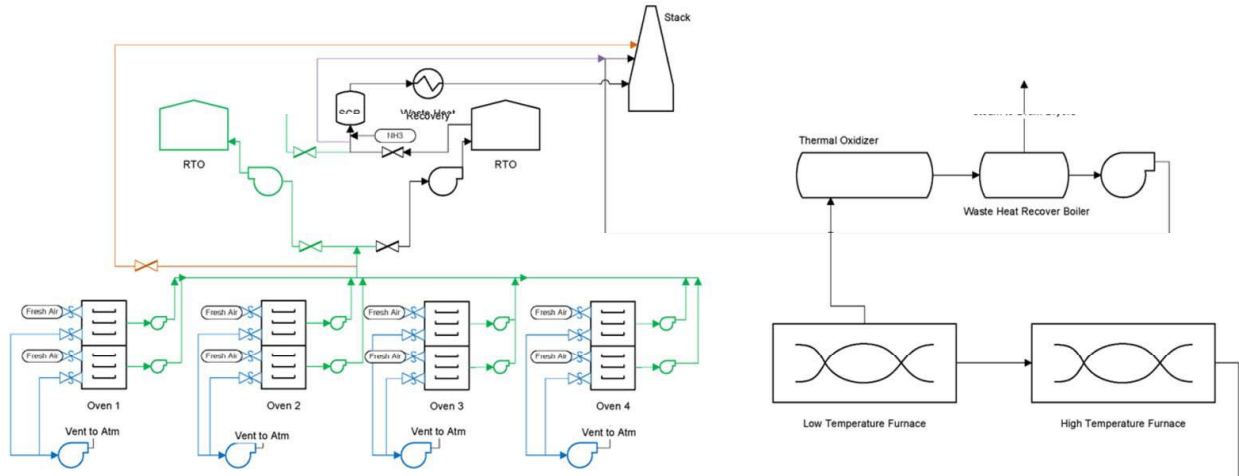 Stack
Waste Heat
Recovery
NH3
RTO
RTO
Thermal Oxidizer
Waste Heat Recover Boiler
Fresh Air
Fresh Air
Fresh Air
Fresh Air
Fresh Air
Fresh Air
Fresh Air
Fresh Air
Oven 1
Oven 2
Oven 3
Oven 4
Vent to Atm
Vent to Atm
Vent to Atm
Vent to Atm
Low Temperature Furnace
High Temperature Furnace